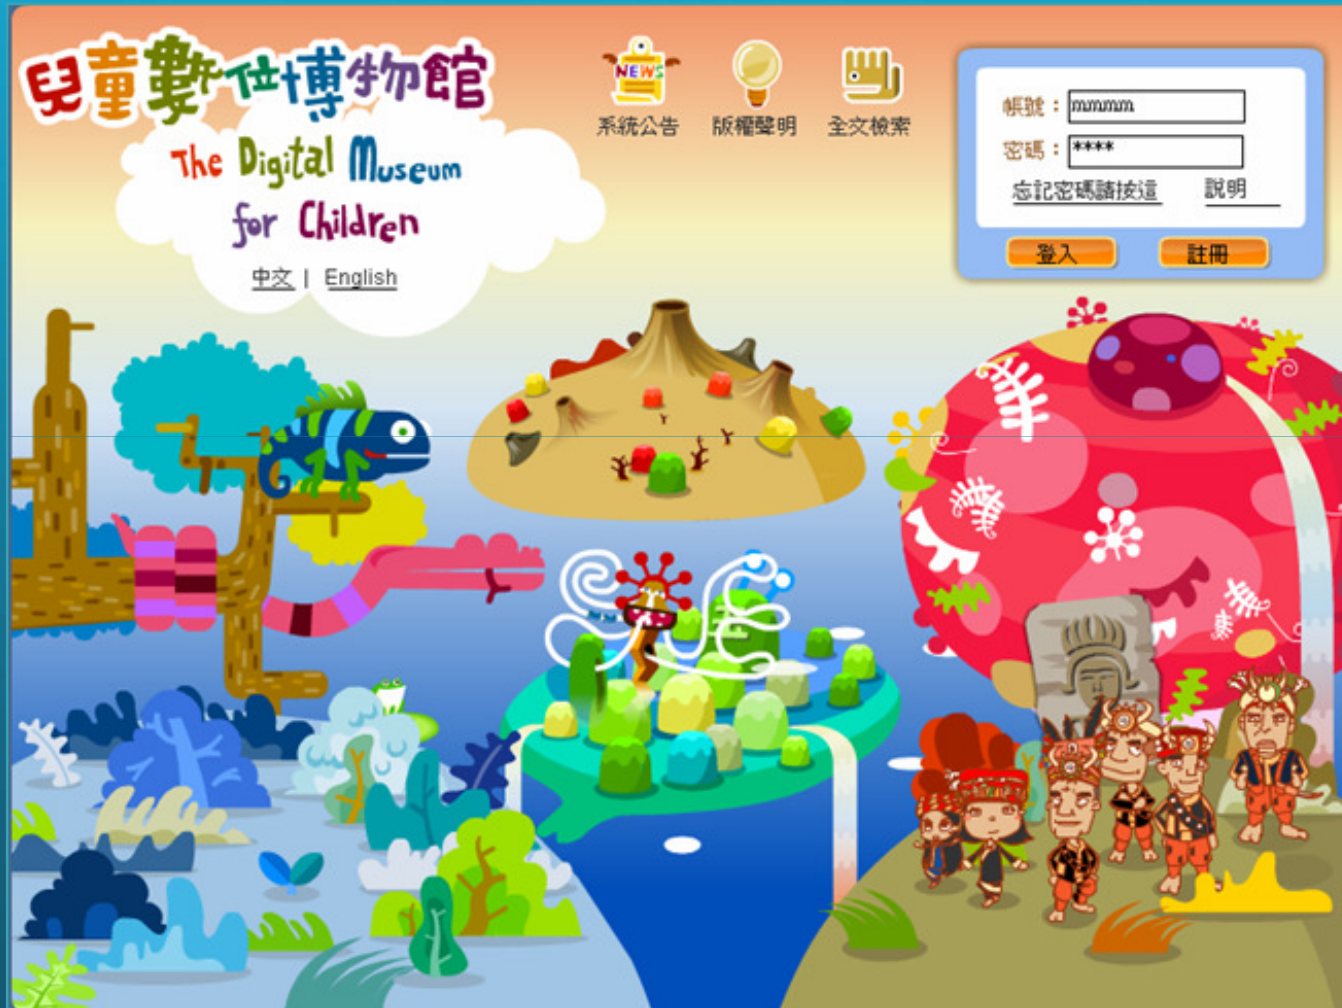 兒童數位博物館
The Digital Museum
for Children
中文 | English
NEWS
系統公告 版權聲明 全文檢索
帳號： mmmm
密碼： ****
忘記密碼請按這 說明
登入 註冊